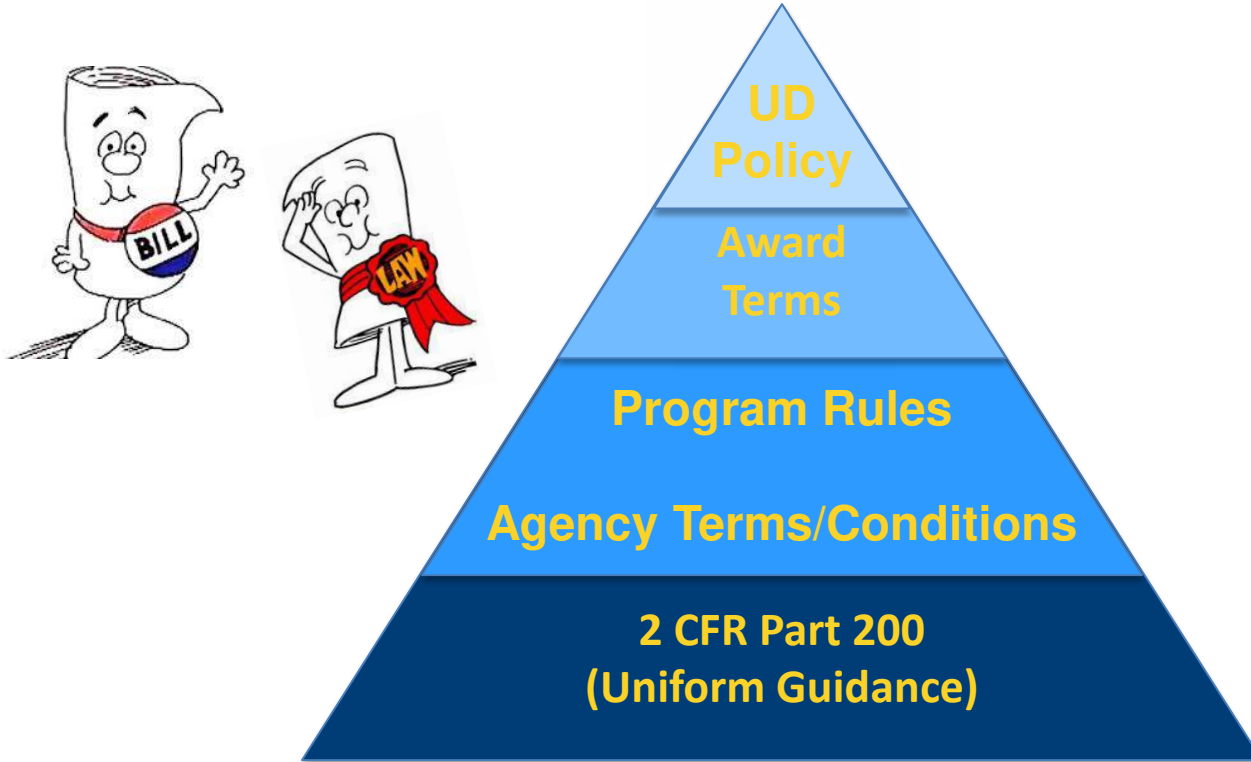 BILL
LAW
UD
Policy
Award
Terms
Program Rules
Agency Terms/Conditions
2 CFR Part 200
(Uniform Guidance)